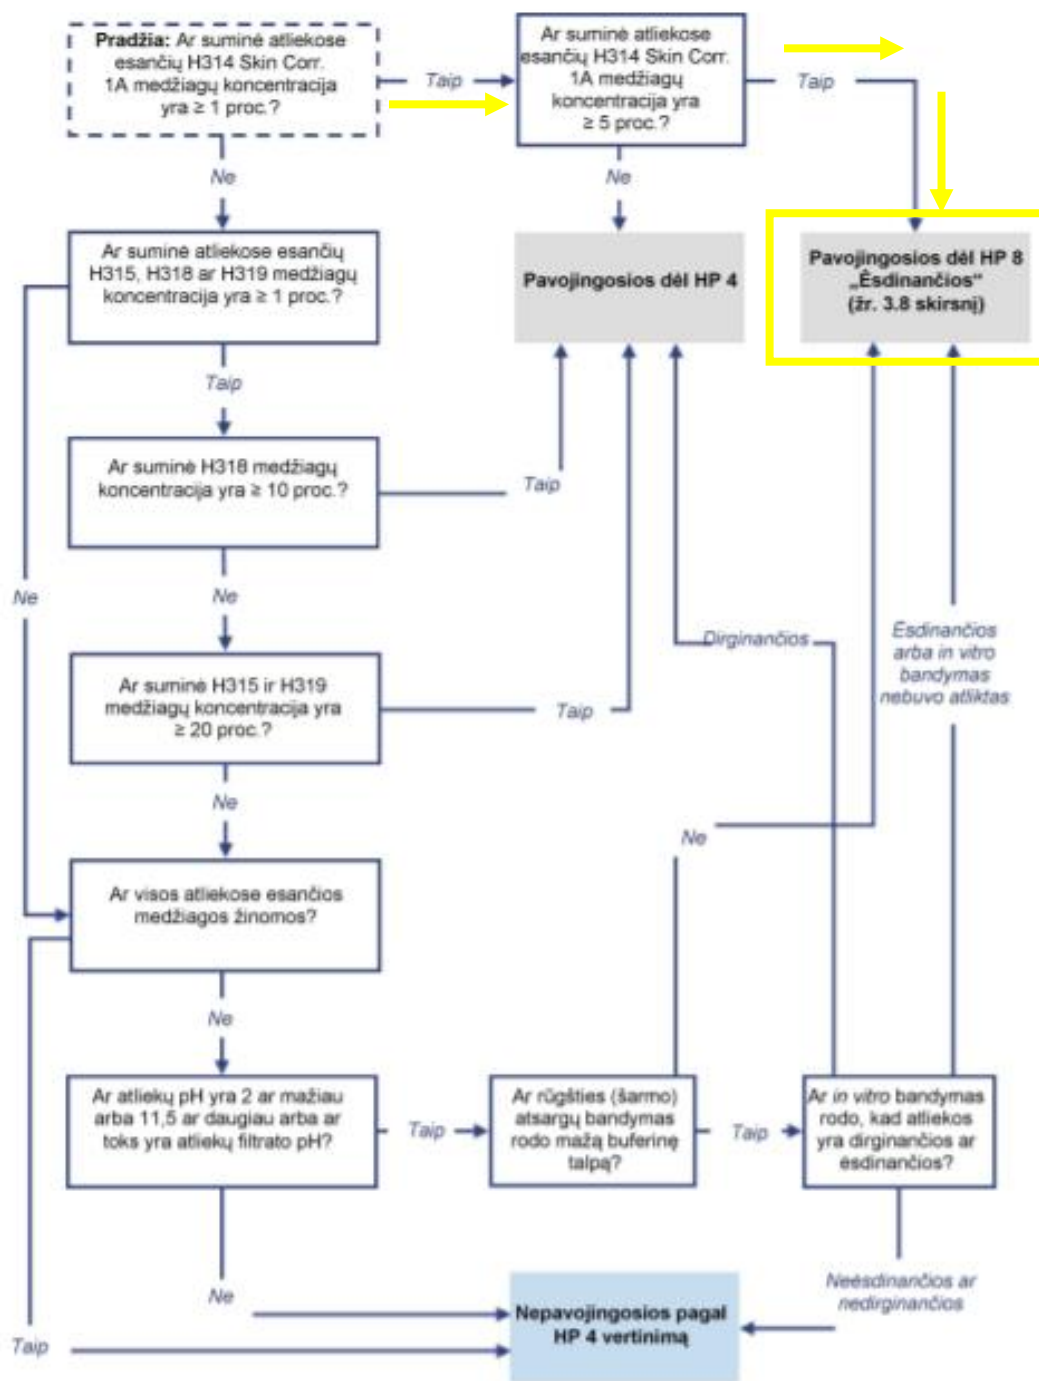 Pradžia: Ar suminė atliekose
esančių H314 Skin Corr.
1A medžiagų koncentracija
yra ≥ 1 proc.?
Taip
Ar suminė atliekose
esančių H314 Skin Corr.
1A medžiagų
koncentracija yra
≥ 5 proc.?
Taip
Ne
Ne
Ar suminė atliekose esančių
H315, H318 ar H319 medžiagų
koncentracija yra ≥ 1 proc.?
Pavojingosios dėl HP 4
Pavojingosios dėl HP 8
„Ėsdinančios“
(žr. 3.8 skirsnį)
Taip
Ar suminė H318 medžiagų
koncentracija yra ≥ 10 proc.?
Taip
Ne
Ne
Dirginančios
Ėsdinančios
arba in vitro
bandymas
nebuvo atliktas
Ar suminė H315 ir H319
medžiagų koncentracija yra
≥ 20 proc.?
Taip
Ne
Ne
Ar visos atliekose esančios
medžiagos žinomos?
Ne
Ar atliekų pH yra 2 ar mažiau
arba 11,5 ar daugiau arba ar
toks yra atliekų filtrato pH?
Taip
Ar rūgšties (šarmo)
atsargų bandymas
rodo mažą buferinę
talpą?
Taip
Ar in vitro bandymas
rodo, kad atliekos
yra dirginančios ar
ėsdinančios?
Ne
Neėsdinančios ar
nedirginančios
Taip
Nepavojingosios pagal
HP 4 vertinimą